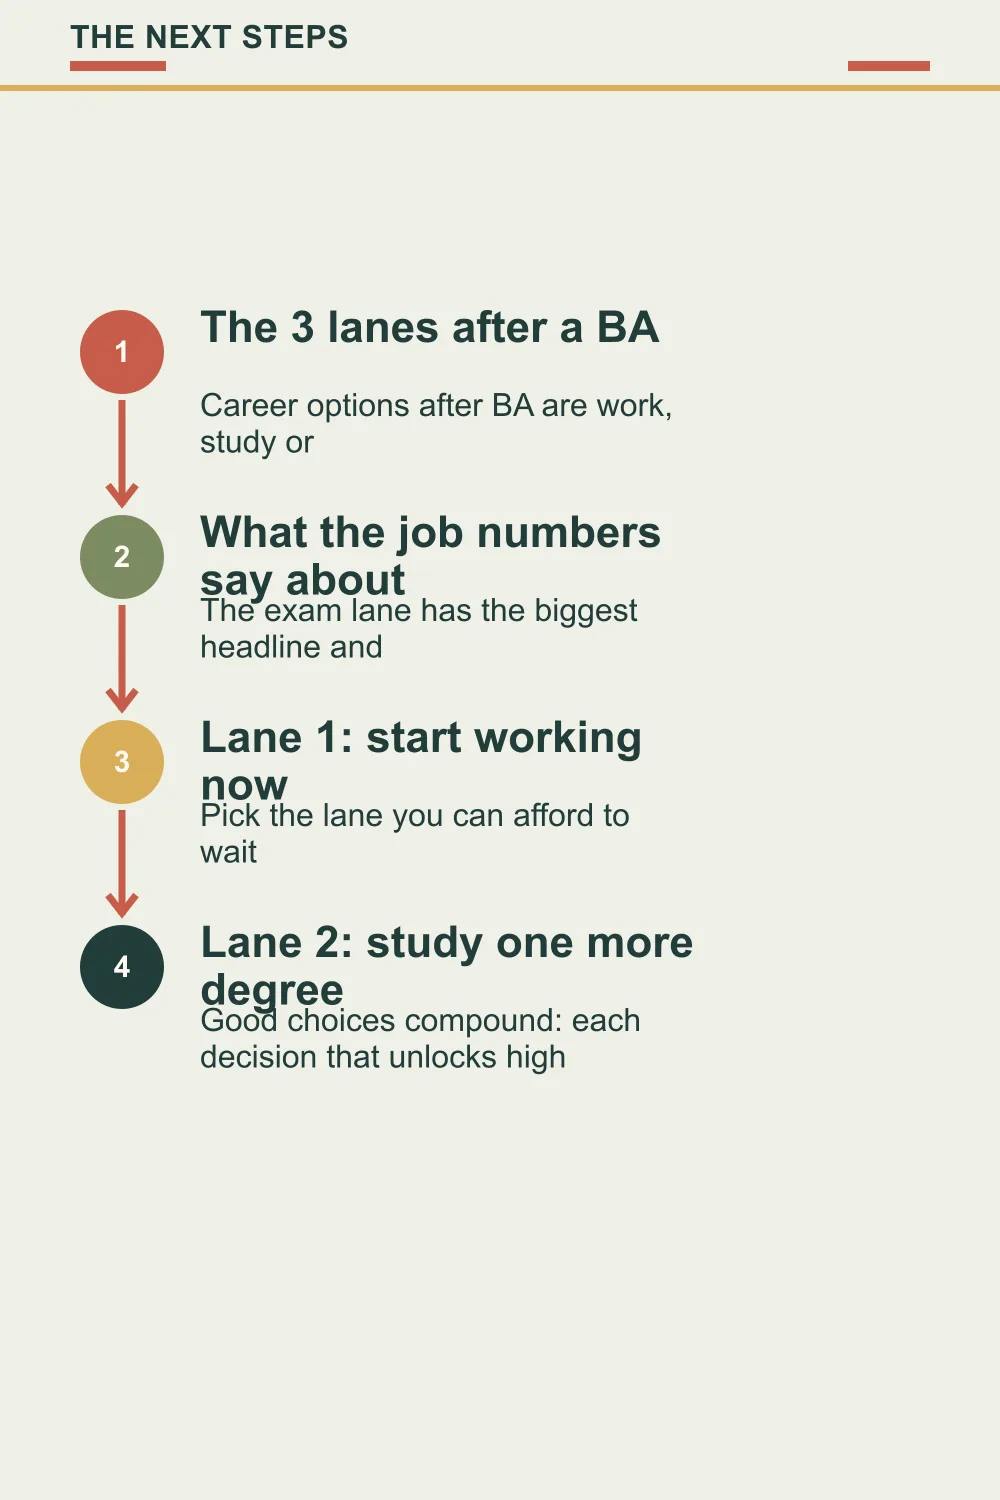 THE NEXT STEPS
1
The 3 lanes after a BA
Career options after BA are work,
study or
2
What the job numbers
say about
The exam lane has the biggest
headline and
3
Lane 1: start working
now
Pick the lane you can afford to
wait
4
Lane 2: study one more
degree
Good choices compound: each
decision that unlocks high